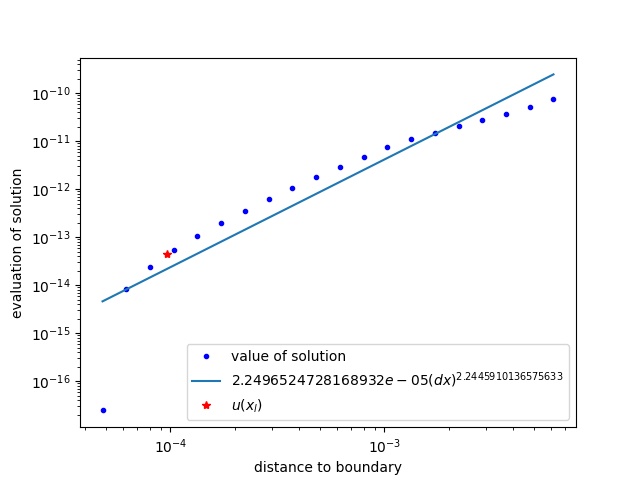 10⁻¹⁰
10⁻¹¹
10⁻¹²
10⁻¹³
10⁻¹⁴
10⁻¹⁵
10⁻¹⁶
evaluation of solution
value of solution
2.2496524728168932e − 05(dx)^2.2445910136575633
u(x_l)
10⁻⁴ 10⁻³
distance to boundary